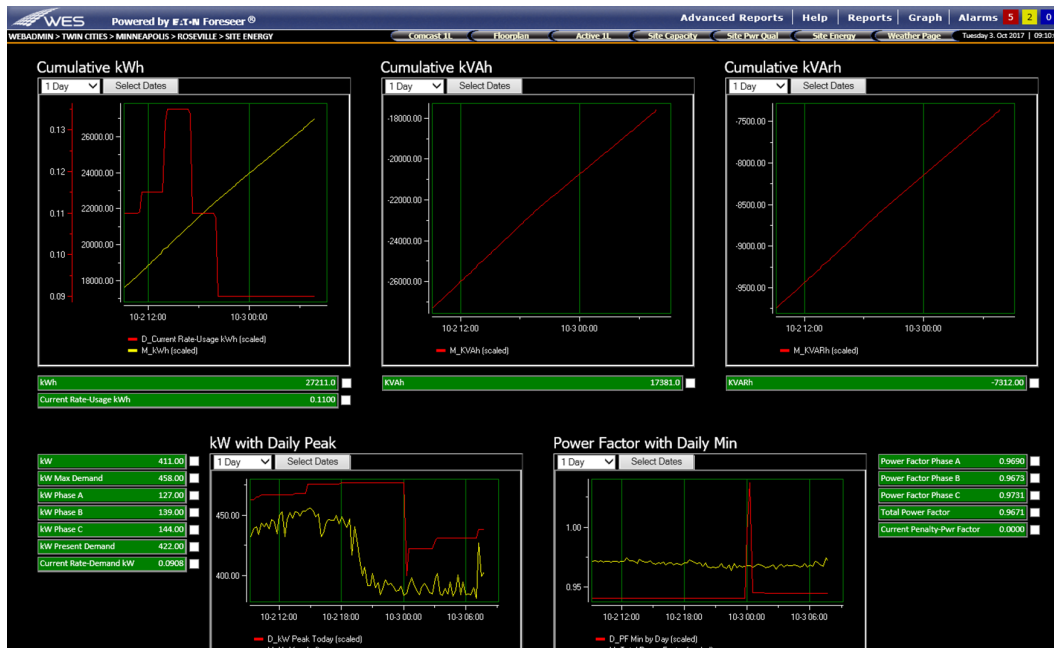 WES Powered by E:T•N Foreseer ® Advanced Reports Help Reports Graph Alarms 5 2 0
WEBADMIN > TWIN CITIES > MINNEAPOLIS > ROSEVILLE > SITE ENERGY Comcast 1L Floorplan Active 1L Site Capacity Site Pwr Qual Site Energy Weather Page Tuesday 3. Oct 2017 | 09:10:
Cumulative kWh Cumulative kVAh Cumulative kVArh
1 Day Select Dates 1 Day Select Dates 1 Day Select Dates
0.13
0.12
0.11
0.10
0.09
26000.00
24000.00
22000.00
20000.00
18000.00
10-2 12:00 10-3 00:00
D_Current Rate-Usage kWh (scaled)
M_kWh (scaled)
-18000.00
-20000.00
-22000.00
-24000.00
-26000.00
10-2 12:00 10-3 00:00
M_KVAh (scaled)
-7500.00
-8000.00
-8500.00
-9000.00
-9500.00
10-2 12:00 10-3 00:00
M_KVARh (scaled)
kWh 27211.0
Current Rate-Usage kWh 0.1100
KVAh 17381.0
KVARh -7312.00
kW 411.00
kW Max Demand 458.00
kW Phase A 127.00
kW Phase B 139.00
kW Phase C 144.00
kW Present Demand 422.00
Current Rate-Demand kW 0.0908
kW with Daily Peak
1 Day Select Dates
450.00
400.00
10-2 12:00 10-2 18:00 10-3 00:00 10-3 06:00
D_kW Peak Today (scaled)
Power Factor with Daily Min
1 Day Select Dates
1.00
0.95
10-2 12:00 10-2 18:00 10-3 00:00 10-3 06:00
D_PF Min by Day (scaled)
Power Factor Phase A 0.9690
Power Factor Phase B 0.9673
Power Factor Phase C 0.9731
Total Power Factor 0.9671
Current Penalty-Pwr Factor 0.0000